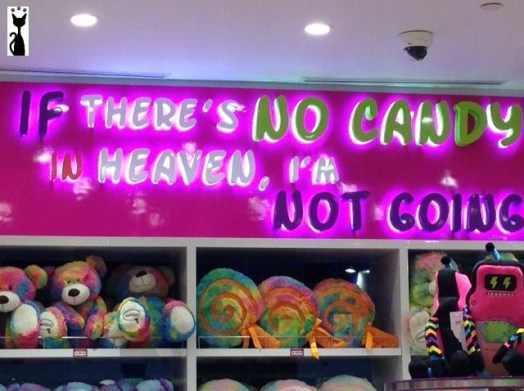 IF THERE'S NO CANDY
IN HEAVEN, I'M
NOT GOING